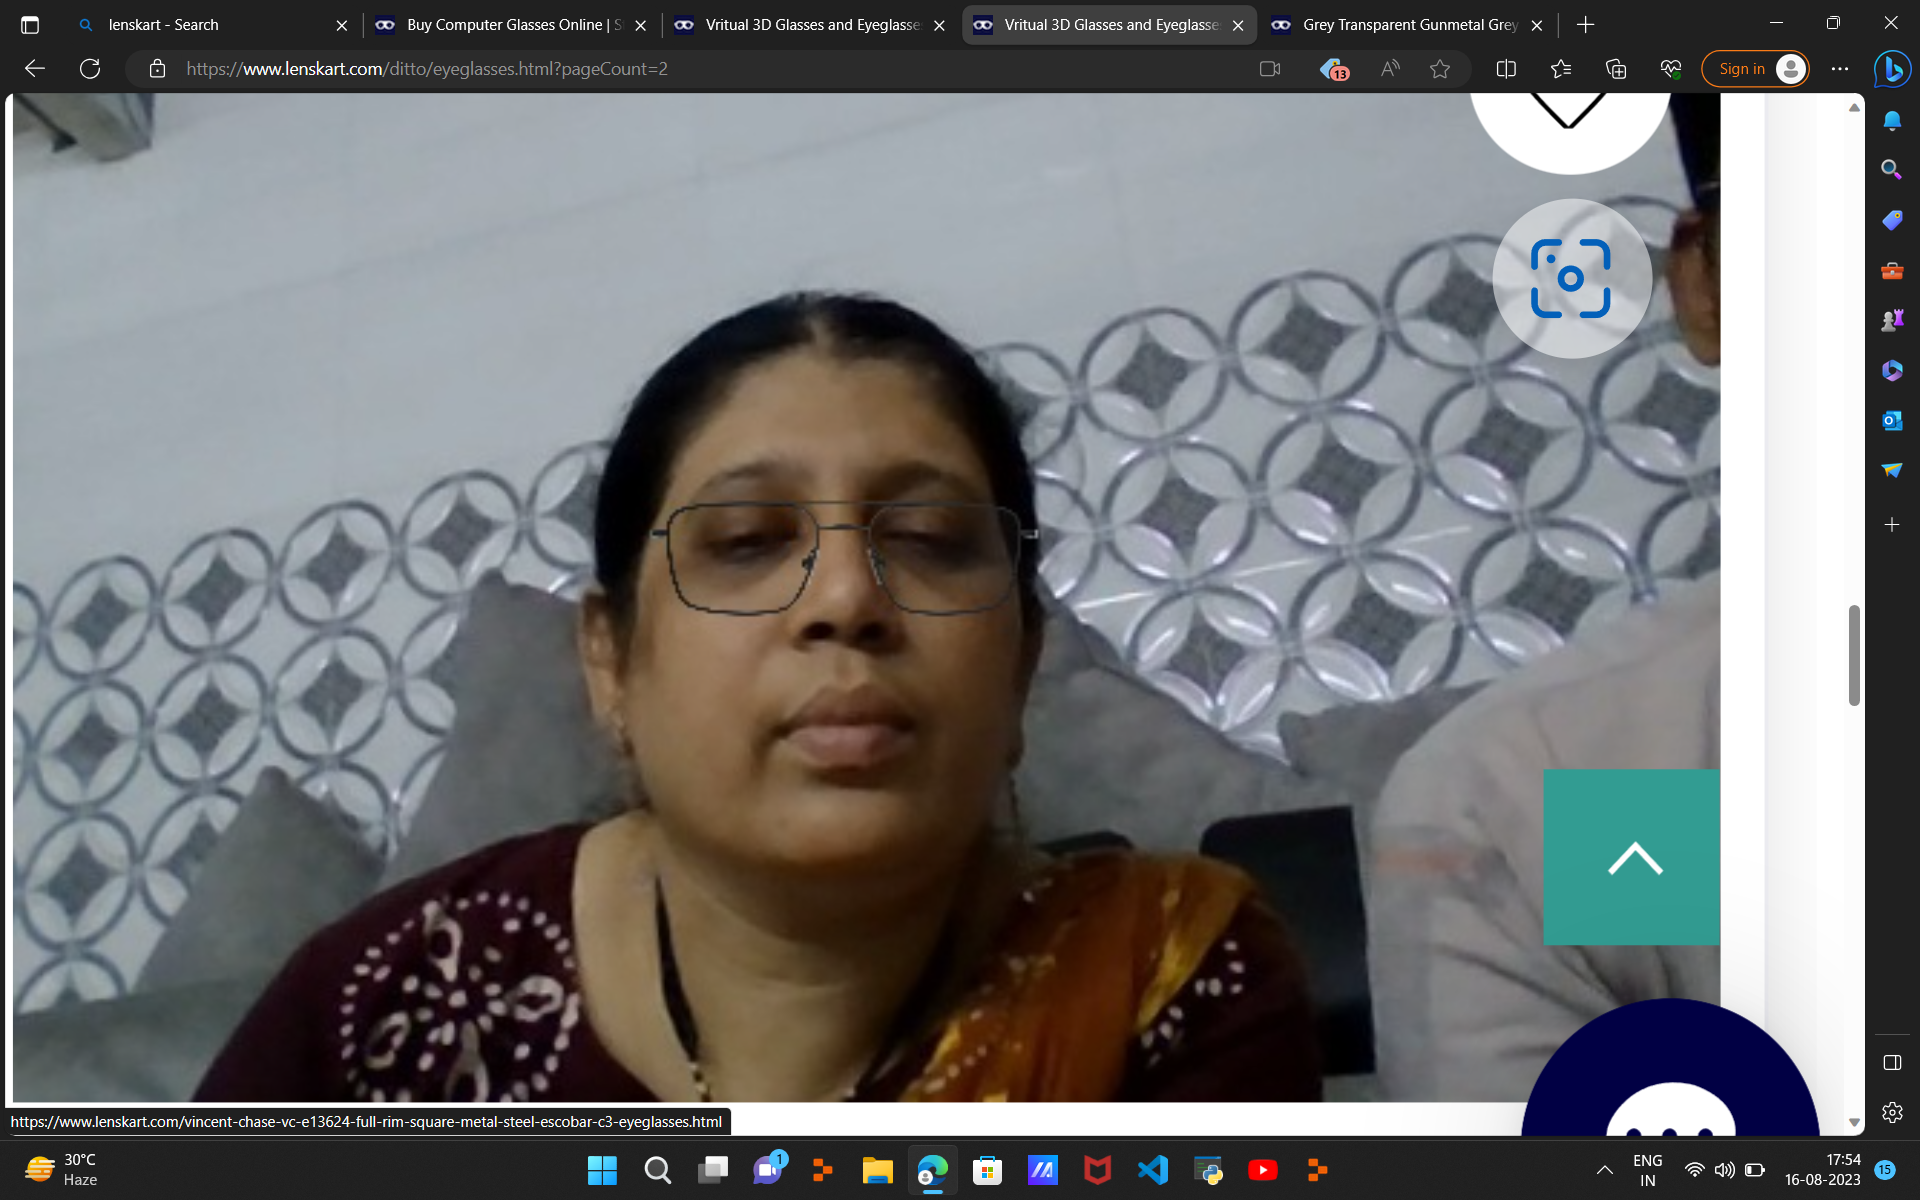 lenskart - Search
Buy Computer Glasses Online | S
Vritual 3D Glasses and Eyeglasse
Vritual 3D Glasses and Eyeglasse
Grey Transparent Gunmetal Grey
https://www.lenskart.com/ditto/eyeglasses.html?pageCount=2
13
Sign in
https://www.lenskart.com/vincent-chase-vc-e13624-full-rim-square-metal-steel-escobar-c3-eyeglasses.html
30°C
Haze
1
ENG
IN
17:54
16-08-2023
15